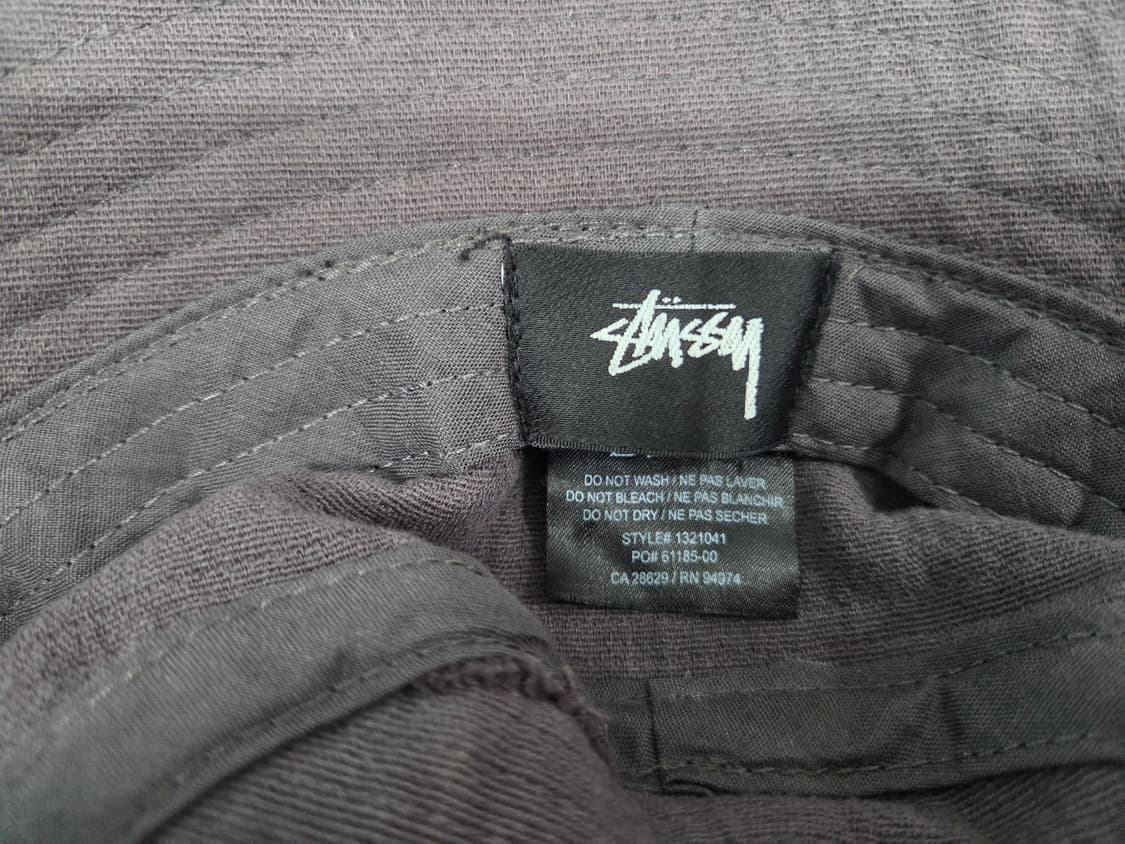 Stüssy
DO NOT WASH / NE PAS LAVER
DO NOT BLEACH / NE PAS BLANCHIR
DO NOT DRY / NE PAS SECHER
STYLE# 1321041
PO# 61185-00
CA 28629 / RN 94974